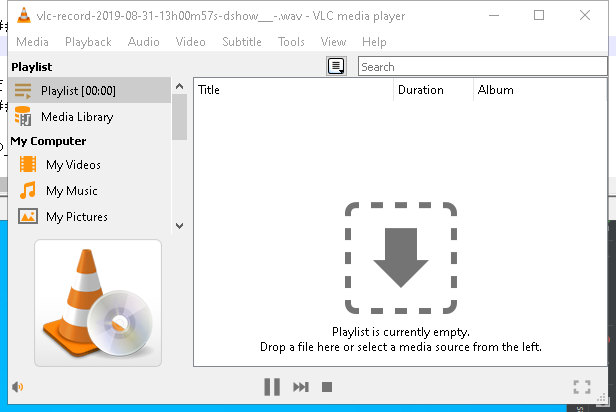 vlc-record-2019-08-31-13h00m57s-dshow___-.wav - VLC media player
Media Playback Audio Video Subtitle Tools View Help
Playlist
Search
Playlist [00:00]
Media Library
My Computer
My Videos
My Music
My Pictures
Title Duration Album
Playlist is currently empty.
Drop a file here or select a media source from the left.